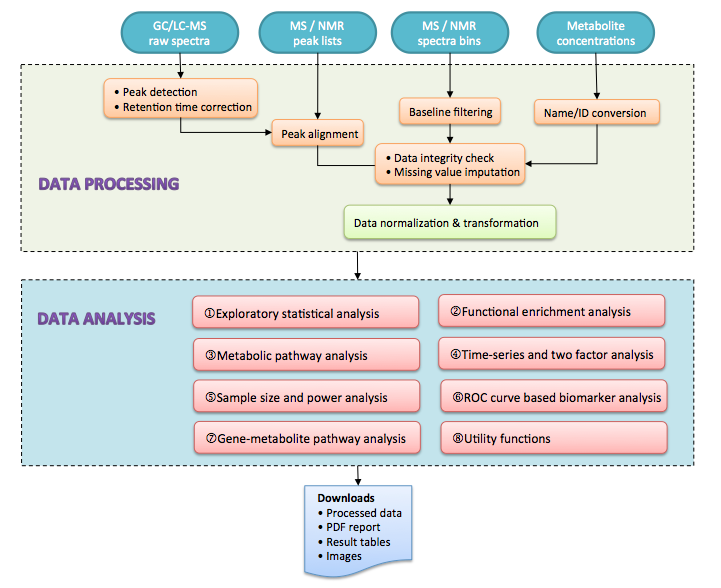 GC/LC-MS
raw spectra
MS / NMR
peak lists
MS / NMR
spectra bins
Metabolite
concentrations
• Peak detection
• Retention time correction
Peak alignment
Baseline filtering
Name/ID conversion
• Data integrity check
• Missing value imputation
DATA PROCESSING
Data normalization & transformation
DATA ANALYSIS
①Exploratory statistical analysis
②Functional enrichment analysis
③Metabolic pathway analysis
④Time-series and two factor analysis
⑤Sample size and power analysis
⑥ROC curve based biomarker analysis
⑦Gene-metabolite pathway analysis
⑧Utility functions
Downloads
• Processed data
• PDF report
• Result tables
• Images